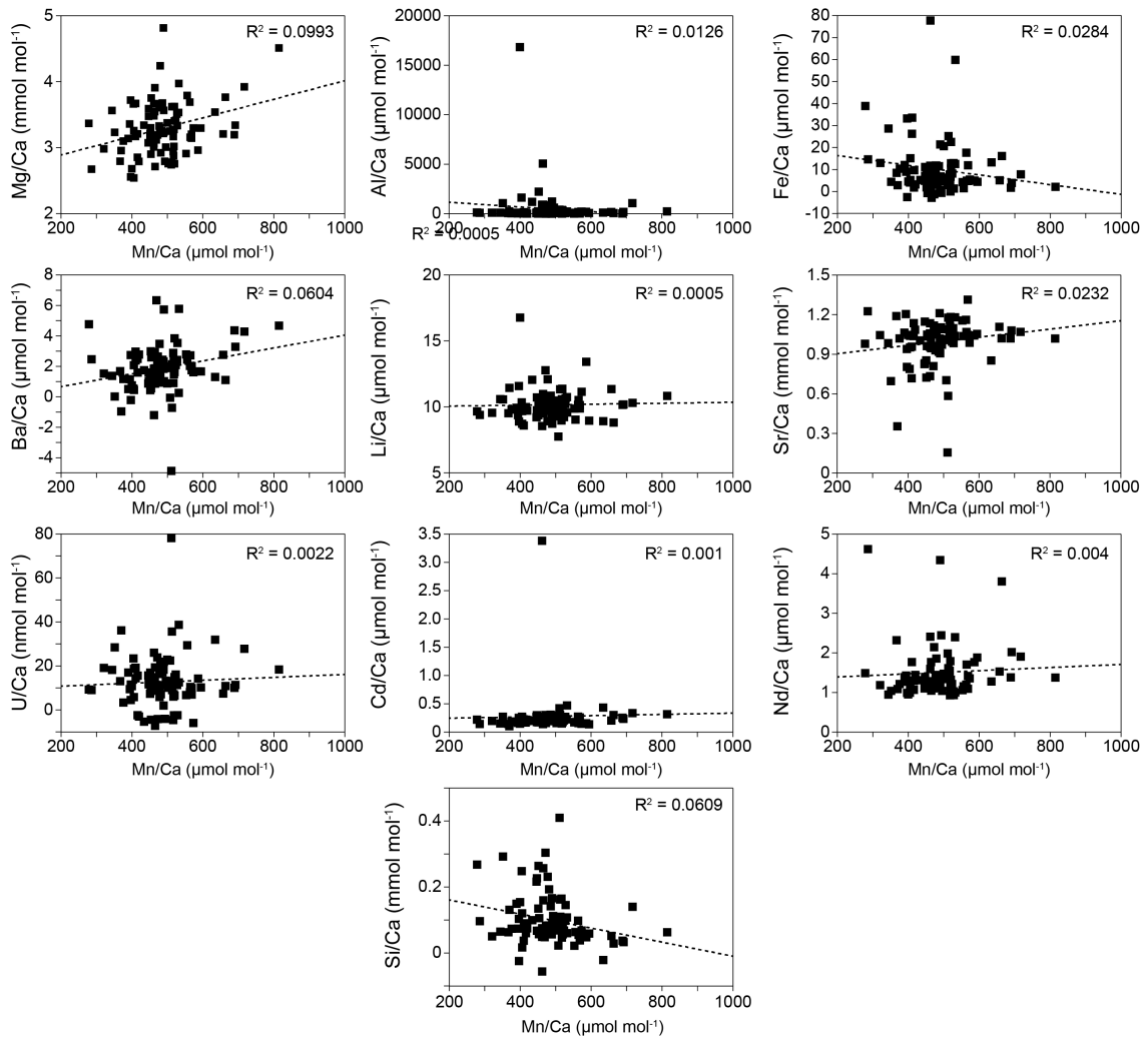 Mg/Ca (mmol mol⁻¹)
5
4
3
2
R² = 0.0993
200 400 600 800 1000
Mn/Ca (µmol mol⁻¹)
Al/Ca (µmol mol⁻¹)
20000
15000
10000
5000
0
R² = 0.0126
200 400 600 800 1000
R² = 0.0005
Mn/Ca (µmol mol⁻¹)
Fe/Ca (µmol mol⁻¹)
80
70
60
50
40
30
20
10
0
-10
R² = 0.0284
200 400 600 800 1000
Mn/Ca (µmol mol⁻¹)
Ba/Ca (µmol mol⁻¹)
8
6
4
2
0
-2
-4
R² = 0.0604
200 400 600 800 1000
Mn/Ca (µmol mol⁻¹)
Li/Ca (µmol mol⁻¹)
20
15
10
5
R² = 0.0005
200 400 600 800 1000
Mn/Ca (µmol mol⁻¹)
Sr/Ca (mmol mol⁻¹)
1.5
1.2
0.9
0.6
0.3
0
R² = 0.0232
200 400 600 800 1000
Mn/Ca (µmol mol⁻¹)
U/Ca (nmol mol⁻¹)
80
60
40
20
0
R² = 0.0022
200 400 600 800 1000
Mn/Ca (µmol mol⁻¹)
Cd/Ca (µmol mol⁻¹)
3.5
3.0
2.5
2.0
1.5
1.0
0.5
0
R² = 0.001
200 400 600 800 1000
Mn/Ca (µmol mol⁻¹)
Nd/Ca (µmol mol⁻¹)
5
4
3
2
1
0
R² = 0.004
200 400 600 800 1000
Mn/Ca (µmol mol⁻¹)
Si/Ca (mmol mol⁻¹)
0.4
0.2
0
R² = 0.0609
200 400 600 800 1000
Mn/Ca (µmol mol⁻¹)